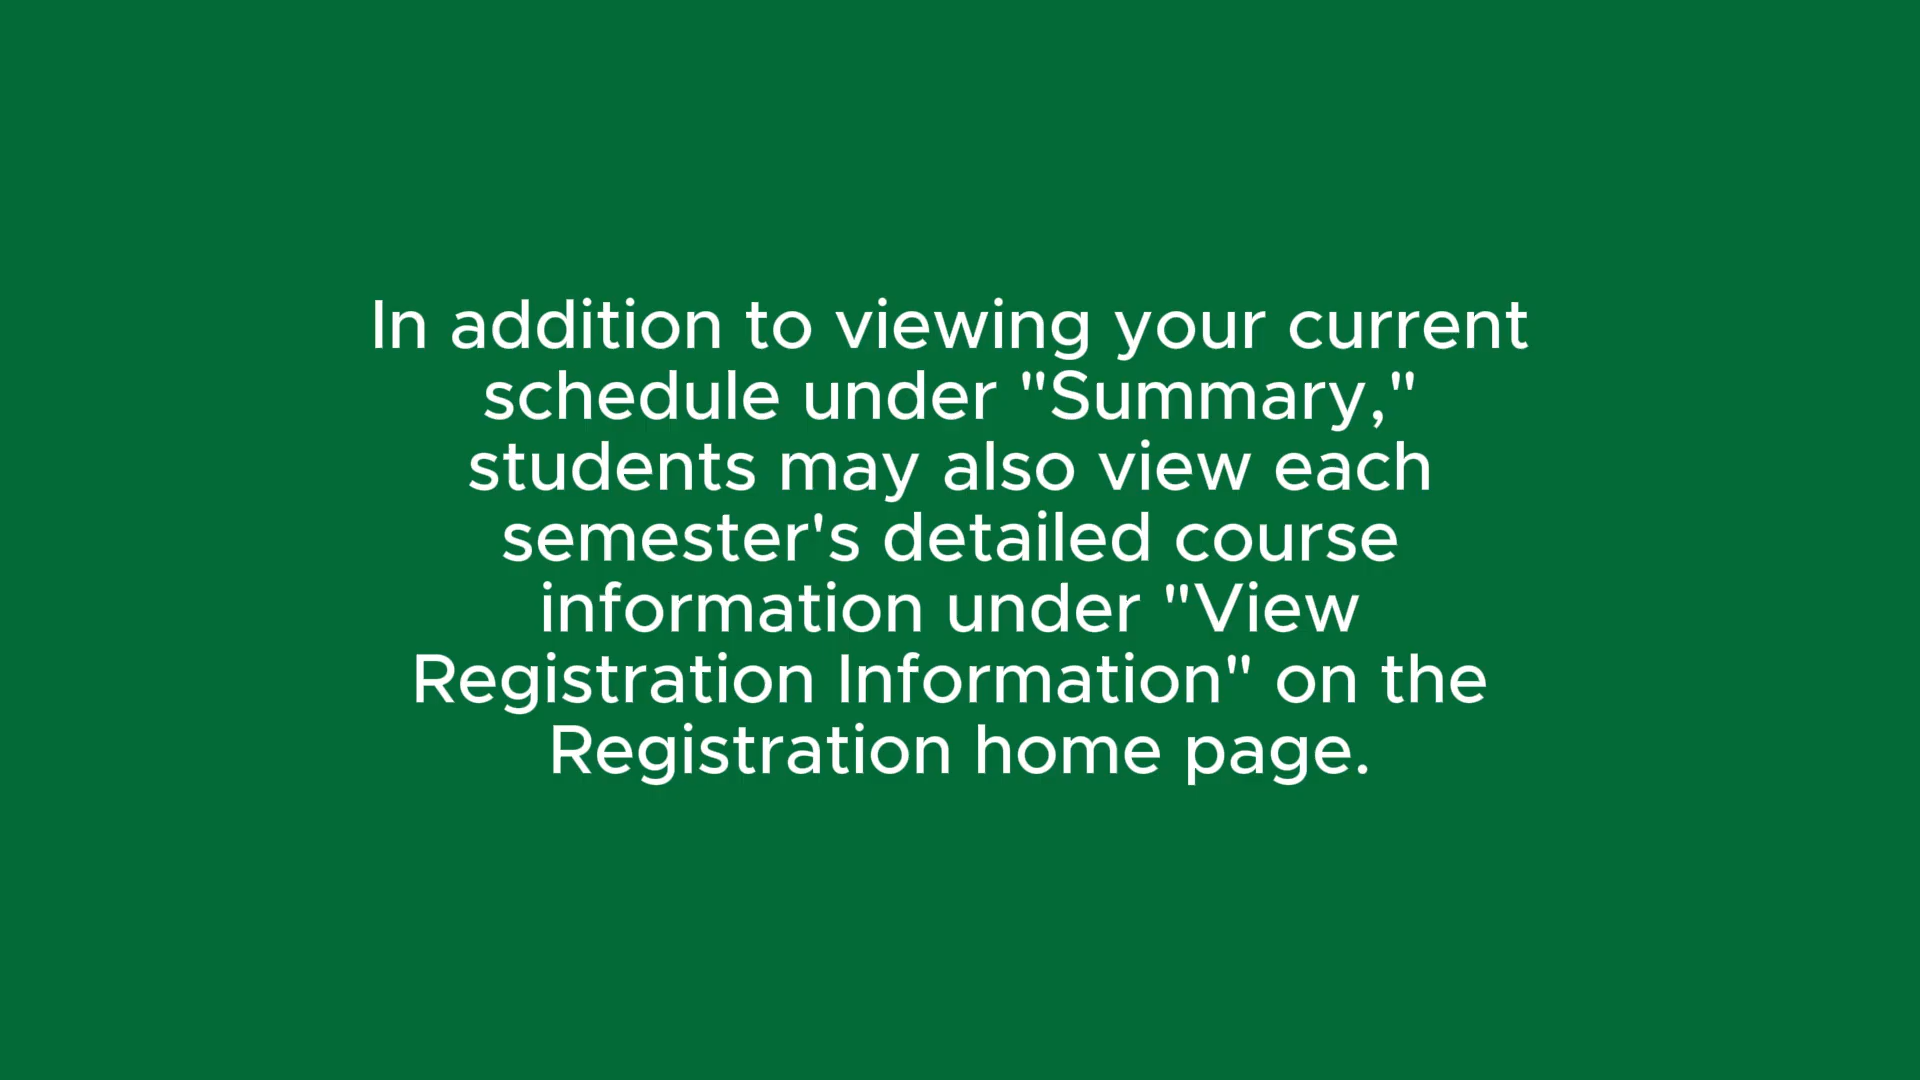 In addition to viewing your current
schedule under "Summary,"
students may also view each
semester's detailed course
information under "View
Registration Information" on the
Registration home page.